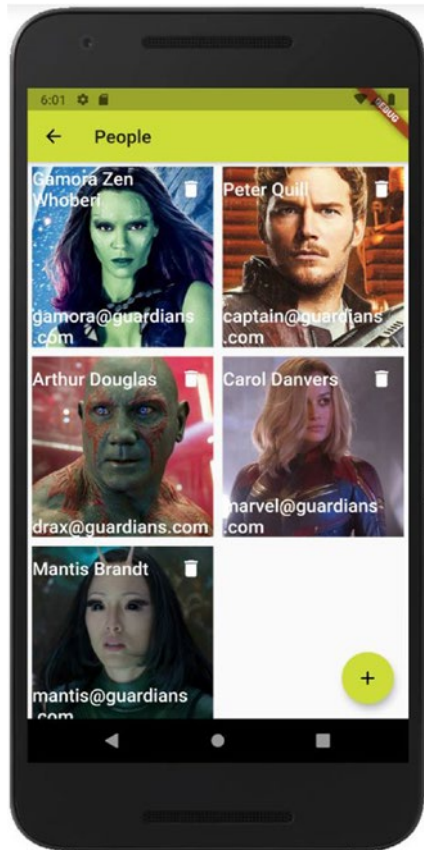 6:01
DEBUG
People
Gamora Zen
Whoberi
gamora@guardians
.com
Peter Quill
captain@guardians
.com
Arthur Douglas
drax@guardians.com
Carol Danvers
marvel@guardians
.com
Mantis Brandt
mantis@guardians
.com
+